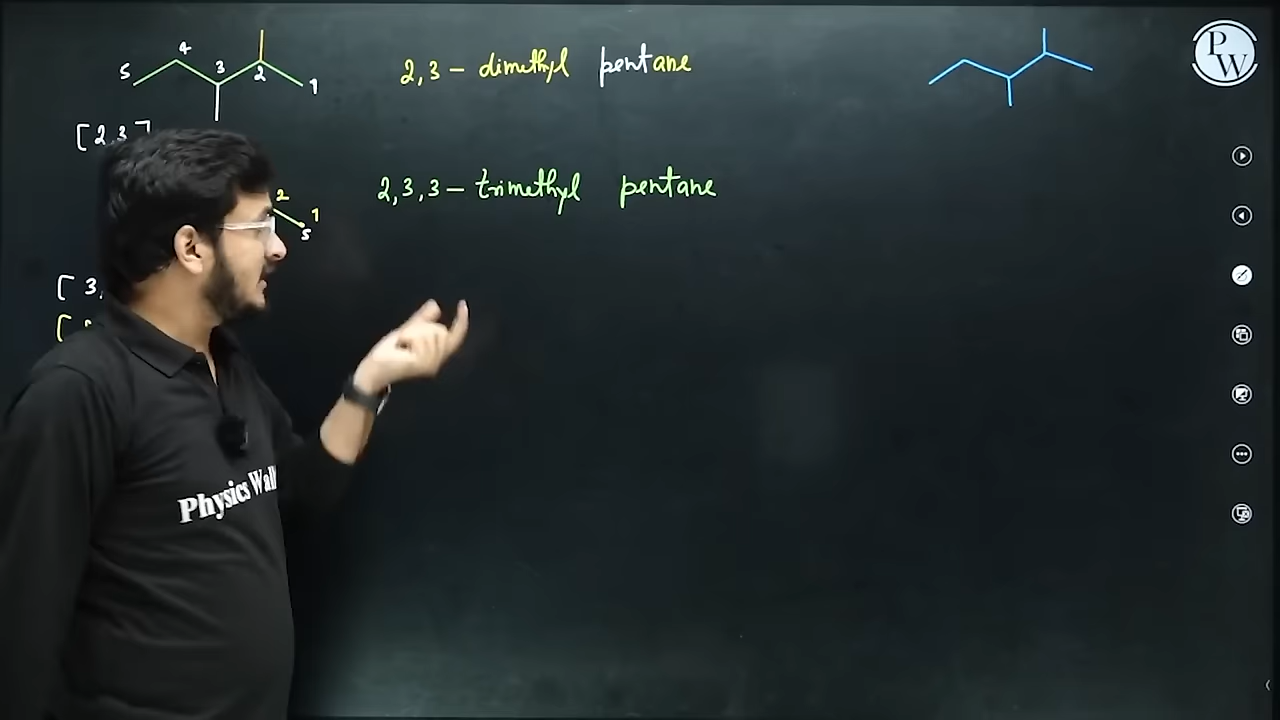 5 4 3 2 1
2,3 – dimethyl pentane
[2,3]
2 1
5
2,3,3 – trimethyl pentane
[ 3,
[
Physics Wall
P
W